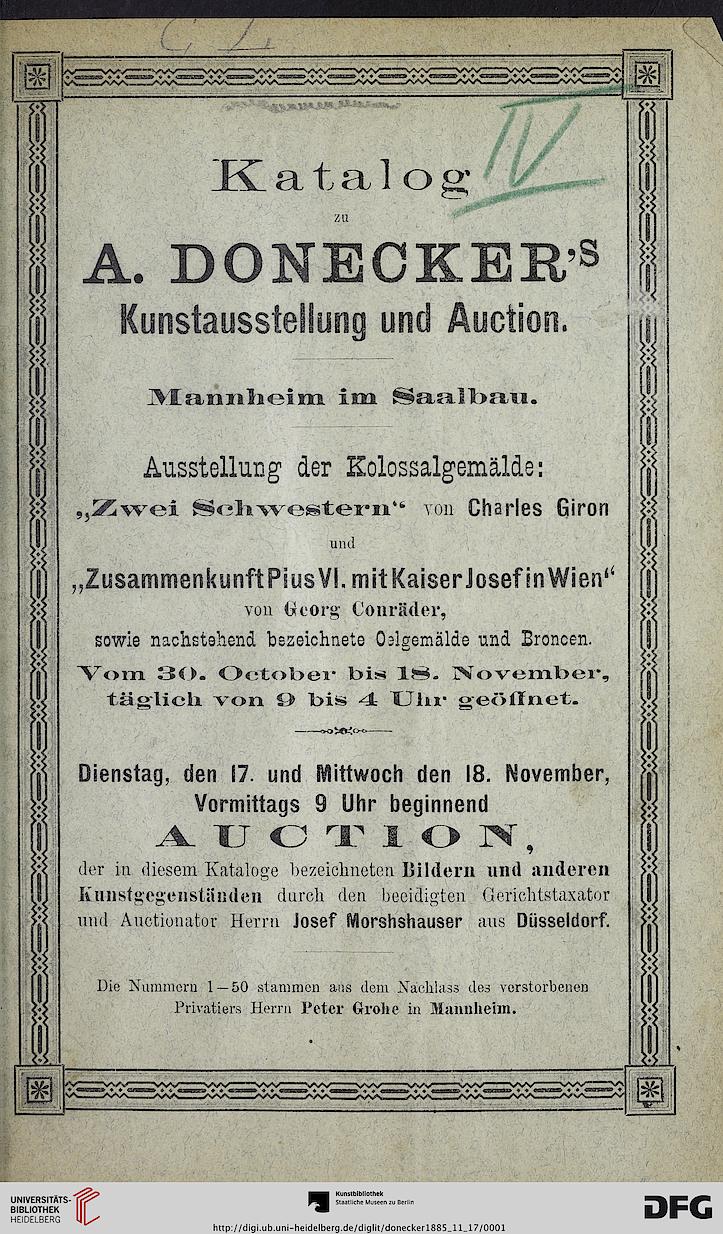 IV
Katalog
zu
A. DONECKER's
Kunstausstellung und Auction.
Mannheim im Saalbau.
Ausstellung der Kolossalgemälde:
„Zwei Schwestern“ von Charles Giron
und
„Zusammenkunft Pius VI. mit Kaiser Josef in Wien“
von Georg Conräder,
sowie nachstehend bezeichnete Oelgemälde und Broncen.
Vom 30. October bis 18. November,
täglich von 9 bis 4 Uhr geöffnet.
Dienstag, den 17. und Mittwoch den 18. November,
Vormittags 9 Uhr beginnend
AUCTION,
der in diesem Kataloge bezeichneten Bildern und anderen
Kunstgegenständen durch den beeidigten Gerichtstaxator
und Auctionator Herrn Josef Morshshauser aus Düsseldorf.
Die Nummern 1—50 stammen aus dem Nachlass des verstorbenen
Privatiers Herrn Peter Grohe in Mannheim.
UNIVERSITÄTS-
BIBLIOTHEK
HEIDELBERG
Kunstbibliothek
Staatliche Museen zu Berlin
DFG
http://digi.ub.uni-heidelberg.de/diglit/donecker1885_11_17/0001